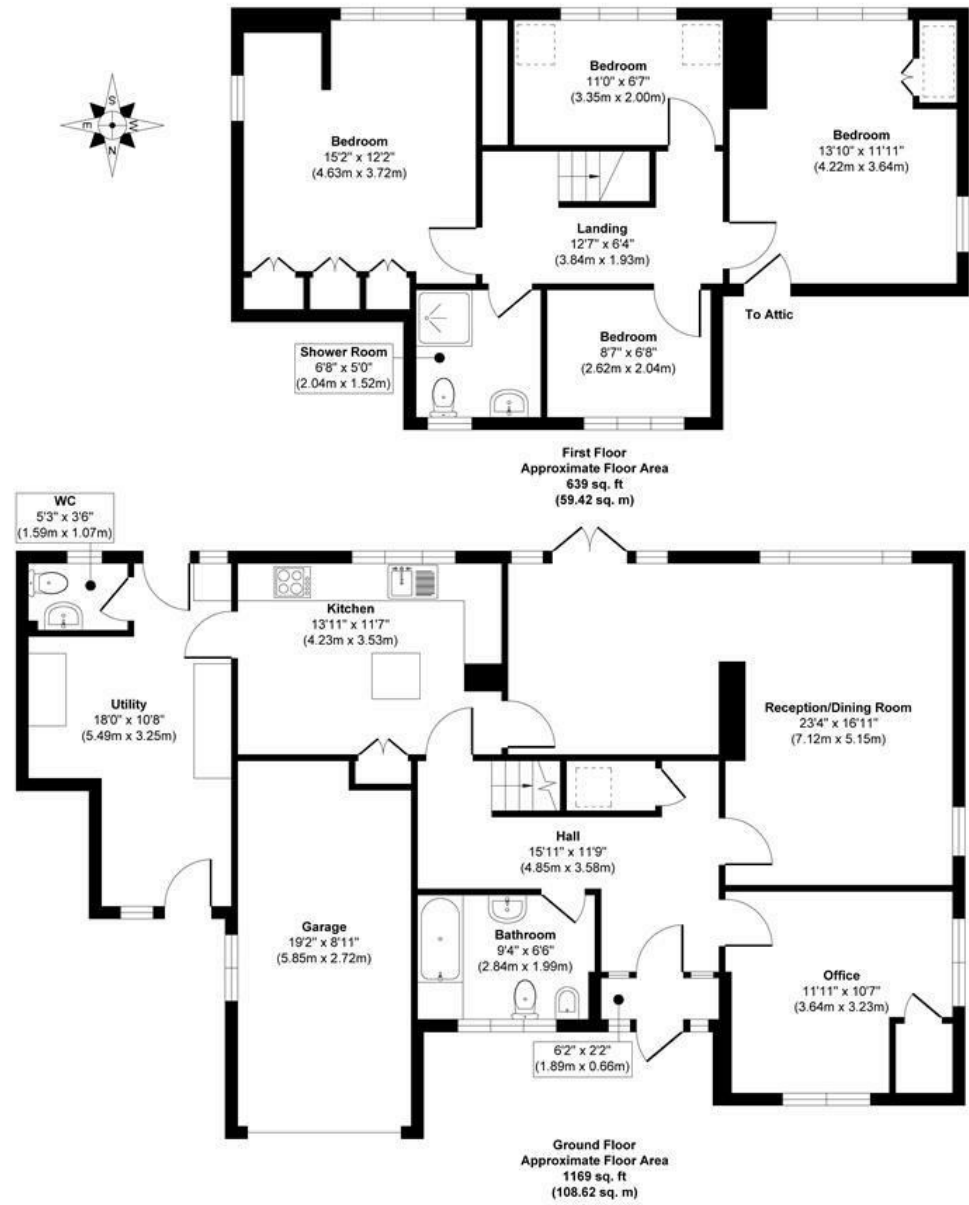 S
E
W
N
Bedroom
15'2" x 12'2"
(4.63m x 3.72m)
Bedroom
11'0" x 6'7"
(3.35m x 2.00m)
Bedroom
13'10" x 11'11"
(4.22m x 3.64m)
Landing
12'7" x 6'4"
(3.84m x 1.93m)
To Attic
Shower Room
6'8" x 5'0"
(2.04m x 1.52m)
Bedroom
8'7" x 6'8"
(2.62m x 2.04m)
First Floor
Approximate Floor Area
639 sq. ft
(59.42 sq. m)
WC
5'3" x 3'6"
(1.59m x 1.07m)
Kitchen
13'11" x 11'7"
(4.23m x 3.53m)
Utility
18'0" x 10'8"
(5.49m x 3.25m)
Reception/Dining Room
23'4" x 16'11"
(7.12m x 5.15m)
Hall
15'11" x 11'9"
(4.85m x 3.58m)
Garage
19'2" x 8'11"
(5.85m x 2.72m)
Bathroom
9'4" x 6'6"
(2.84m x 1.99m)
Office
11'11" x 10'7"
(3.64m x 3.23m)
6'2" x 2'2"
(1.89m x 0.66m)
Ground Floor
Approximate Floor Area
1169 sq. ft
(108.62 sq. m)